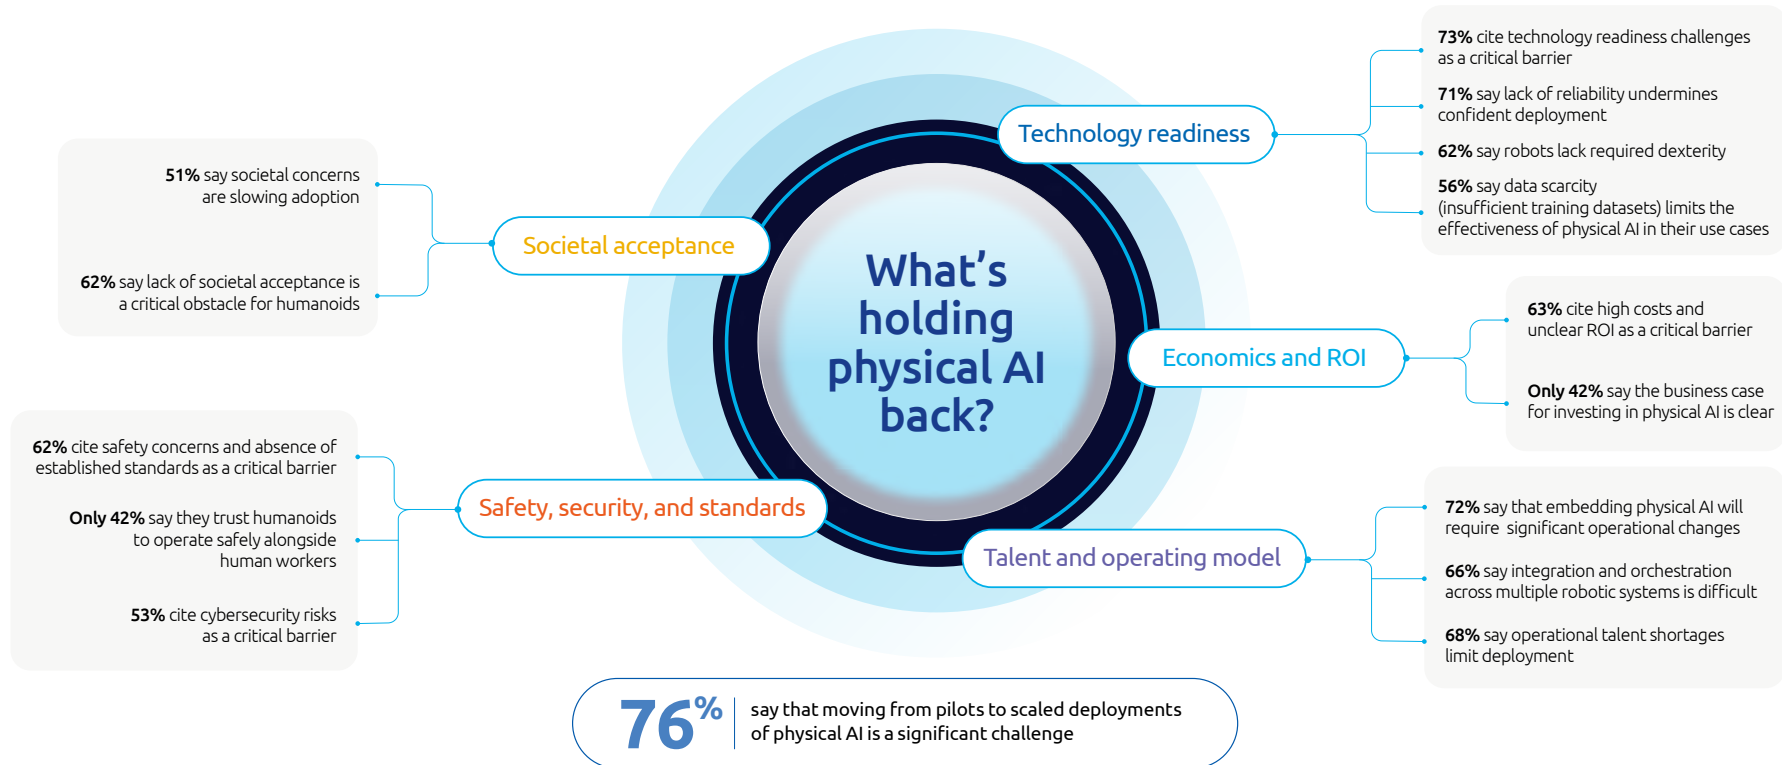 What's
holding
physical AI
back?
Technology readiness
73% cite technology readiness challenges
as a critical barrier
71% say lack of reliability undermines
confident deployment
62% say robots lack required dexterity
56% say data scarcity
(insufficient training datasets) limits the
effectiveness of physical AI in their use cases
Economics and ROI
63% cite high costs and
unclear ROI as a critical barrier
Only 42% say the business case
for investing in physical AI is clear
Talent and operating model
72% say that embedding physical AI will
require significant operational changes
66% say integration and orchestration
across multiple robotic systems is difficult
68% say operational talent shortages
limit deployment
Safety, security, and standards
62% cite safety concerns and absence of
established standards as a critical barrier
Only 42% say they trust humanoids
to operate safely alongside
human workers
53% cite cybersecurity risks
as a critical barrier
Societal acceptance
51% say societal concerns
are slowing adoption
62% say lack of societal acceptance is
a critical obstacle for humanoids
76%
say that moving from pilots to scaled deployments
of physical AI is a significant challenge